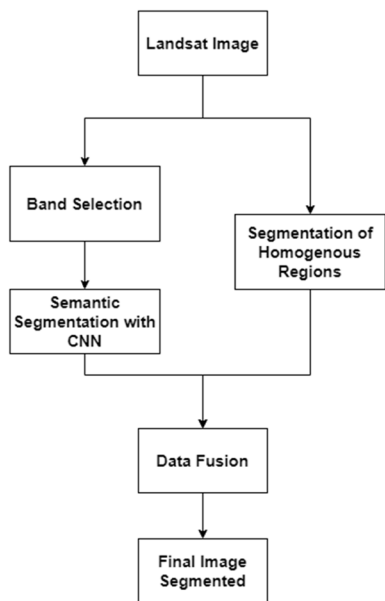 Landsat Image
Band Selection
Segmentation of
Homogenous
Regions
Semantic
Segmentation with
CNN
Data Fusion
Final Image
Segmented